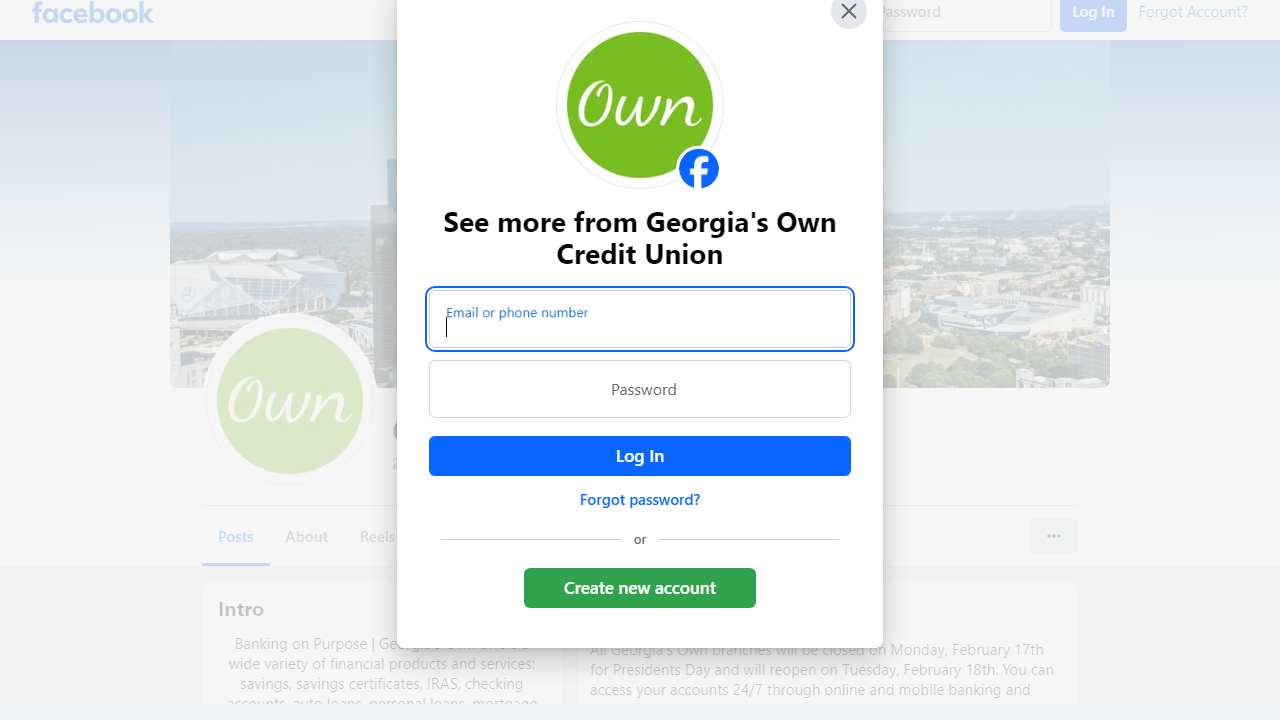 facebook
Password
Log In
Forgot Account?
Own
See more from Georgia's Own
Credit Union
Email or phone number
Password
Log In
Forgot password?
or
Create new account
Own
Posts
About
Reels
Intro
Banking on Purpose | Georgia's Own offers a
wide variety of financial products and services:
savings, savings certificates, IRAS, checking
accounts, auto loans, personal loans, mortgage
All Georgia's Own branches will be closed on Monday, February 17th
for Presidents Day and will reopen on Tuesday, February 18th. You can
access your accounts 24/7 through online and mobile banking and